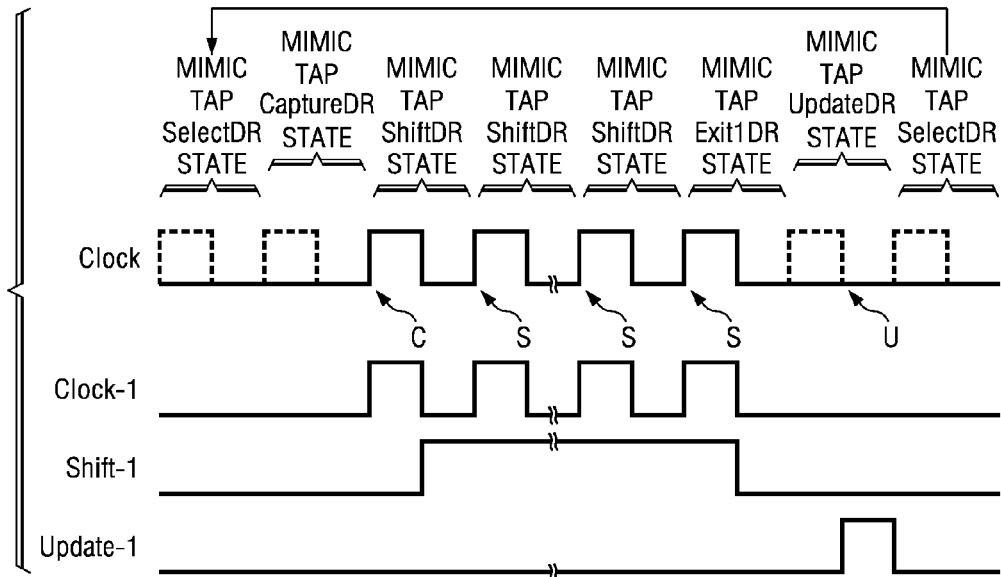 MIMIC
TAP
SelectDR
STATE
MIMIC
TAP
CaptureDR
STATE
MIMIC
TAP
ShiftDR
STATE
MIMIC
TAP
ShiftDR
STATE
MIMIC
TAP
ShiftDR
STATE
MIMIC
TAP
Exit1DR
STATE
MIMIC
TAP
UpdateDR
STATE
MIMIC
TAP
SelectDR
STATE
Clock
C
S
S
S
U
Clock-1
Shift-1
Update-1